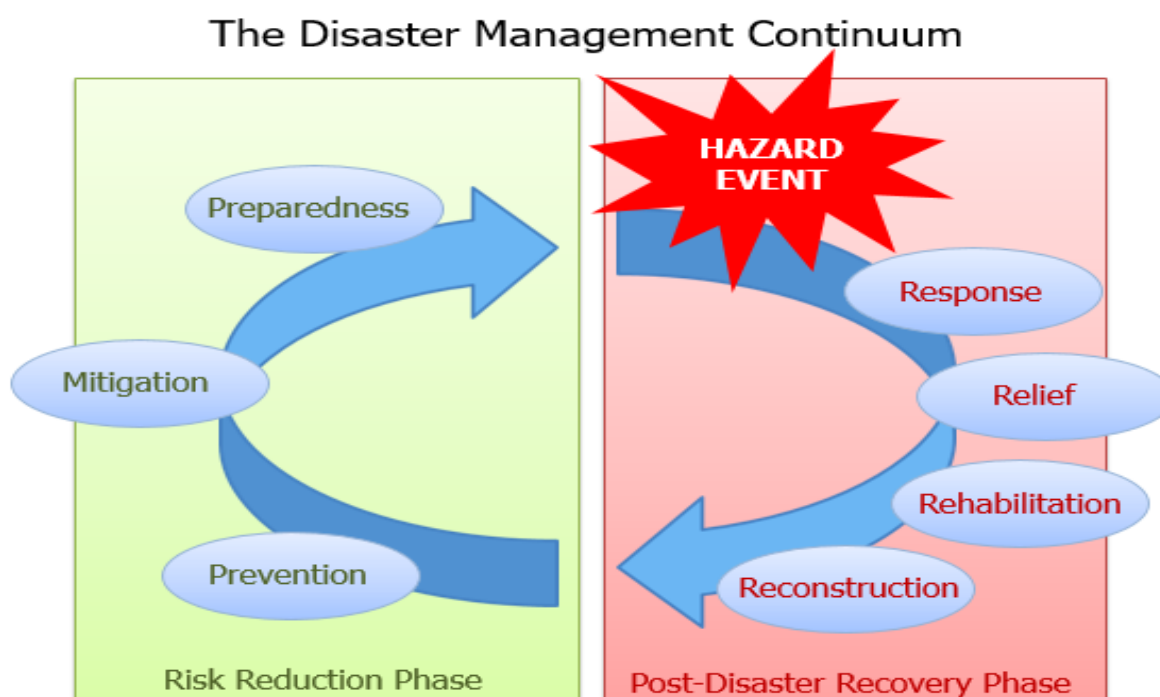 The Disaster Management Continuum
HAZARD
EVENT
Preparedness
Mitigation
Prevention
Risk Reduction Phase
Response
Relief
Rehabilitation
Reconstruction
Post-Disaster Recovery Phase